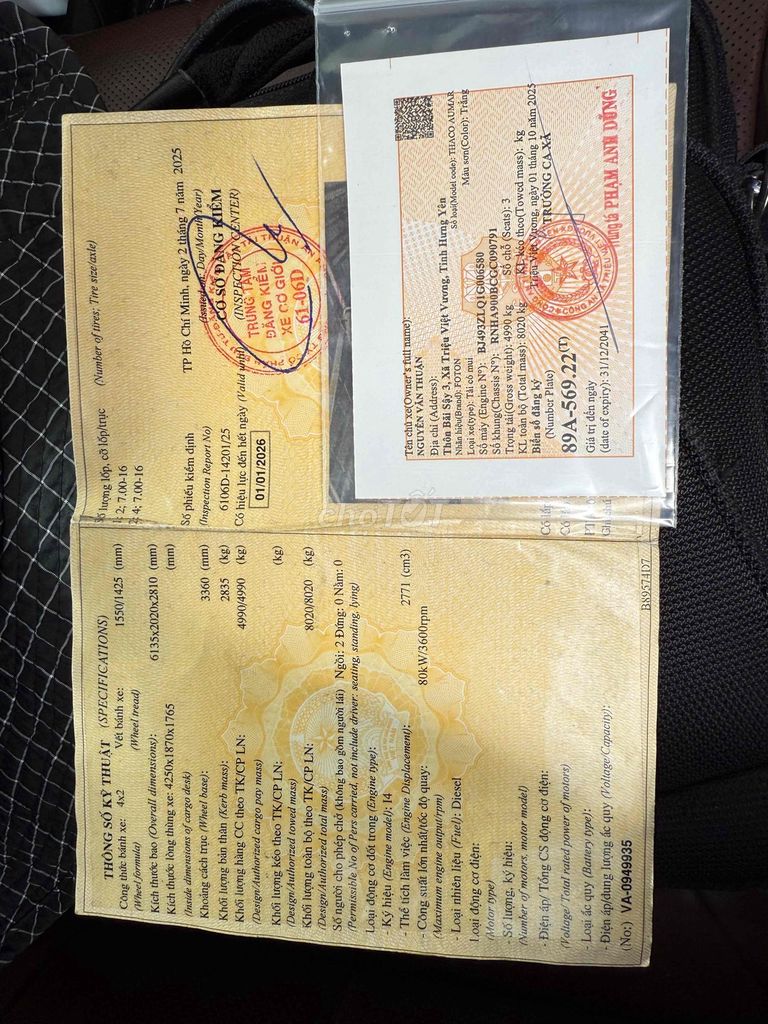 THÔNG SỐ KỸ THUẬT (SPECIFICATIONS)
Công thức bánh xe: 4x2 Vết bánh xe: 1550/1425 (mm)
(Wheel formula) (Wheel tread)
Kích thước bao (Overall dimensions): 6135x2020x2810 (mm)
Kích thước lòng thùng xe: 4250x1870x1765 (mm)
(Inside dimensions of cargo desk)
Khoảng cách trục (Wheel base): 3360 (mm)
Khối lượng bản thân (Kerb mass): 2835 (kg)
Khối lượng hàng CC theo TK/CP LN: 4990/4990 (kg)
(Design/Authorized cargo pay mass)
Khối lượng kéo theo TK/CP LN: (kg)
(Design/Authorized towed mass)
Khối lượng toàn bộ theo TK/CP LN: 8020/8020 (kg)
(Design/Authorized total mass)
Số người cho phép chở (không bao gồm người lái) Ngồi: 2 Đứng: 0 Nằm: 0
(Permissible No of Pers carried, not include driver: seating, standing, lying)
Loại động cơ đốt trong (Engine type):
- Ký hiệu (Engine model): I4
- Thể tích làm việc (Engine Displacement): 2771 (cm3)
- Công suất lớn nhất/tốc độ quay: 80kW/3600rpm
(Maximum engine output/rpm)
- Loại nhiên liệu (Fuel): Diesel
Loại động cơ điện:
(Motor type)
Số lượng, ký hiệu:
(Number of motors, motor model)
- Điện áp/ Tổng CS động cơ điện:
(Voltage/ Total rated power of motors)
- Loại ắc quy (Battery type):
- Điện áp/dung lượng ắc quy (Voltage/Capacity):
(No:) VA-0949935
B89574D7
Số lượng lốp, cỡ lốp/trục (Number of tires; Tire size/axle)
1; 2; 7.00-16
2; 4; 7.00-16
Số phiếu kiểm định
(Inspection Report No)
6106D-14201/25
Có hiệu lực đến hết ngày (Valid until)
01/01/2026
TP Hồ Chí Minh, ngày 2 tháng 7 năm 2025
(Issued on: Day/Month/Year)
CƠ SỞ ĐĂNG KIỂM
(INSPECTION CENTER)
TRUNG TÂM
ĐĂNG KIỂM
XE CƠ GIỚI
61-06D
Tên chủ xe(Owner's full name):
NGUYỄN VĂN THUẬN
Địa chỉ (Address):
Thôn Bãi Sậy 3, Xã Triệu Việt Vương, Tỉnh Hưng Yên
Nhãn hiệu(Brand): FOTON Số loại(Model code): THACO AUMAR
Loại xe(type): Tải có mui Màu sơn(Color): Trắng
Số máy (Engine Nº): BJ493ZLQ1G006580
Số khung(Chassis Nº): RNHA900BCGC090791
Trọng tải(Gross weight): 4990 kg Số chỗ (Seats): 3
KL toàn bộ (Total mass): 8020 kg KL kéo theo(Towed mass): kg
Biển số đăng ký Triệu Việt Vương, ngày 01 tháng 10 năm 2025
(Number Plate) TRƯỞNG CA XÃ
89A-569.22(T)
Giá trị đến ngày
(date of expiry): 31/12/2041
Trung tá PHẠM ANH DŨNG
chợTỐT